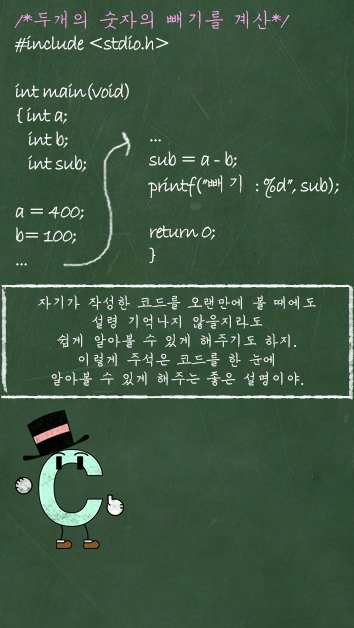 /*두개의 숫자의 빼기를 계산*/
#include <stdio.h>
int main(void)
{ int a;
int b;
int sub;
a = 400;
b= 100;
...
...
sub = a - b;
printf("빼기 : %d", sub);
return 0;
}
자기가 작성한 코드를 오랜만에 볼 때에도
설령 기억나지 않을지라도
쉽게 알아볼 수 있게 해주기도 하지.
이렇게 주석은 코드를 한 눈에
알아볼 수 있게 해주는 좋은 설명이야.
C